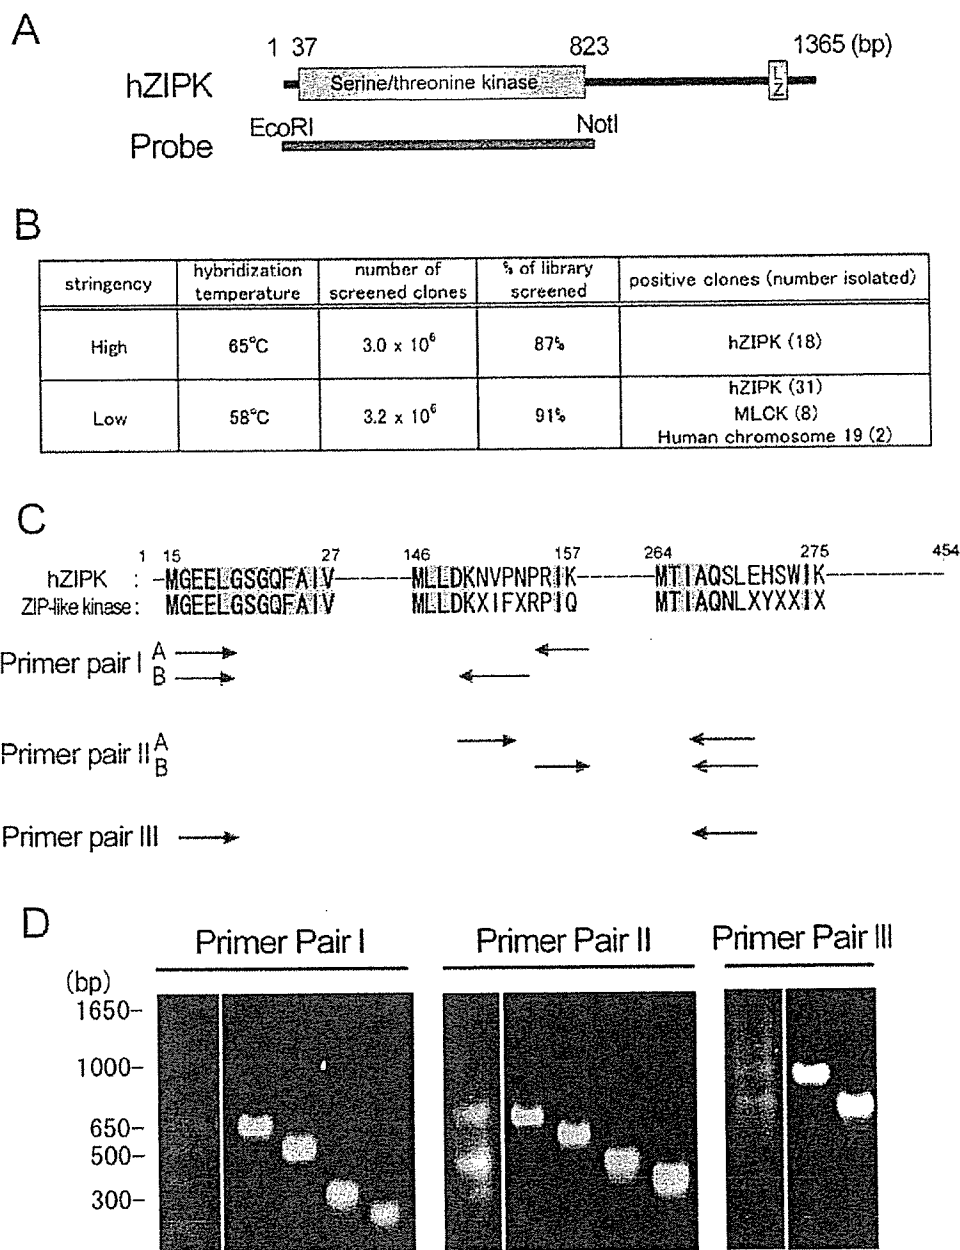 A
1 37 823 1365 (bp)
hZIPK Serine/threonine kinase L Z
EcoRI NotI
Probe
B
stringency hybridization temperature number of screened clones % of library screened positive clones (number isolated)
High 65°C 3.0 x 10⁶ 87% hZIPK (18)
Low 58°C 3.2 x 10⁶ 91% hZIPK (31)
MLCK (8)
Human chromosome 19 (2)
C
1 15 27 146 157 264 275 454
hZIPK : MGEELGSGQFAIV MLLDKNVPNPRIK MTIAQSLEHSWIK
ZIP-like kinase: MGEELGSGQFAIV MLLDKXIFXRPIQ MTIAQNLXYXXIX
Primer pair I A
B
Primer pair II A
B
Primer pair III
D
Primer Pair I Primer Pair II Primer Pair III
(bp)
1650-
1000-
650-
500-
300-